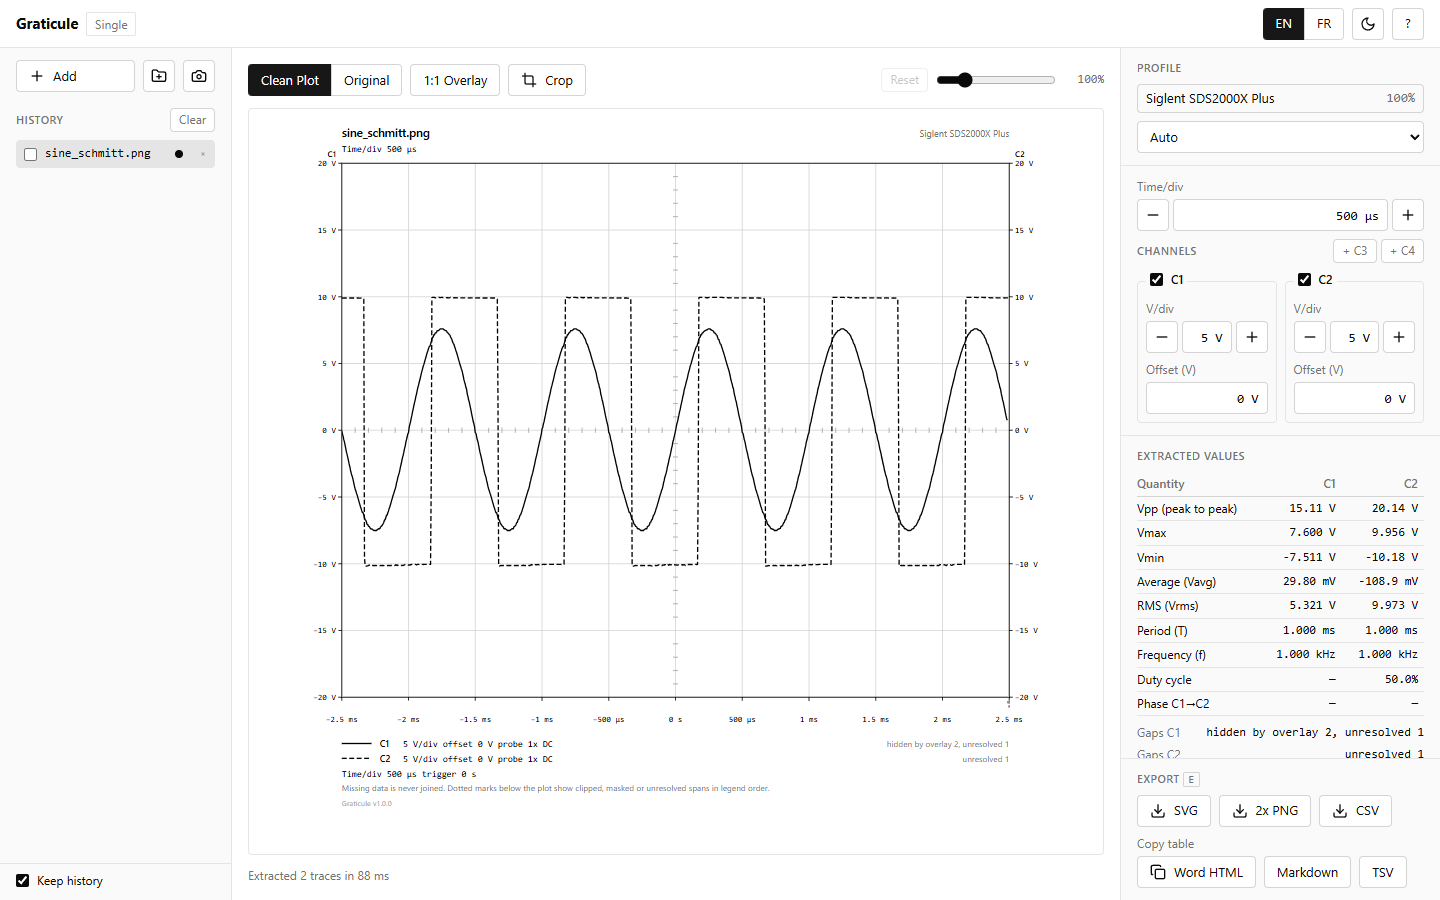 Graticule Single EN FR ?
Add
HISTORY Clear
sine_schmitt.png
Keep history
Clean Plot Original 1:1 Overlay Crop Reset 100%
sine_schmitt.png Siglent SDS2000X Plus
Time/div 500 µs
C1 C2
20 V 20 V
15 V 15 V
10 V 10 V
5 V 5 V
0 V 0 V
-5 V -5 V
-10 V -10 V
-15 V -15 V
-20 V -20 V
-2.5 ms -2 ms -1.5 ms -1 ms -500 µs 0 s 500 µs 1 ms 1.5 ms 2 ms 2.5 ms
C1 5 V/div offset 0 V probe 1x DC hidden by overlay 2, unresolved 1
C2 5 V/div offset 0 V probe 1x DC unresolved 1
Time/div 500 µs trigger 0 s
Missing data is never joined. Dotted marks below the plot show clipped, masked or unresolved spans in legend order.
Graticule v1.0.0
Extracted 2 traces in 88 ms
PROFILE
Siglent SDS2000X Plus 100%
Auto
Time/div
500 µs
CHANNELS + C3 + C4
C1 C2
V/div V/div
5 V 5 V
Offset (V) Offset (V)
0 V 0 V
EXTRACTED VALUES
Quantity C1 C2
Vpp (peak to peak) 15.11 V 20.14 V
Vmax 7.600 V 9.956 V
Vmin -7.511 V -10.18 V
Average (Vavg) 29.80 mV -108.9 mV
RMS (Vrms) 5.321 V 9.973 V
Period (T) 1.000 ms 1.000 ms
Frequency (f) 1.000 kHz 1.000 kHz
Duty cycle — 50.0%
Phase C1→C2 — —
Gaps C1 hidden by overlay 2, unresolved 1
Gaps C2 unresolved 1
EXPORT E
SVG 2x PNG CSV
Copy table
Word HTML Markdown TSV